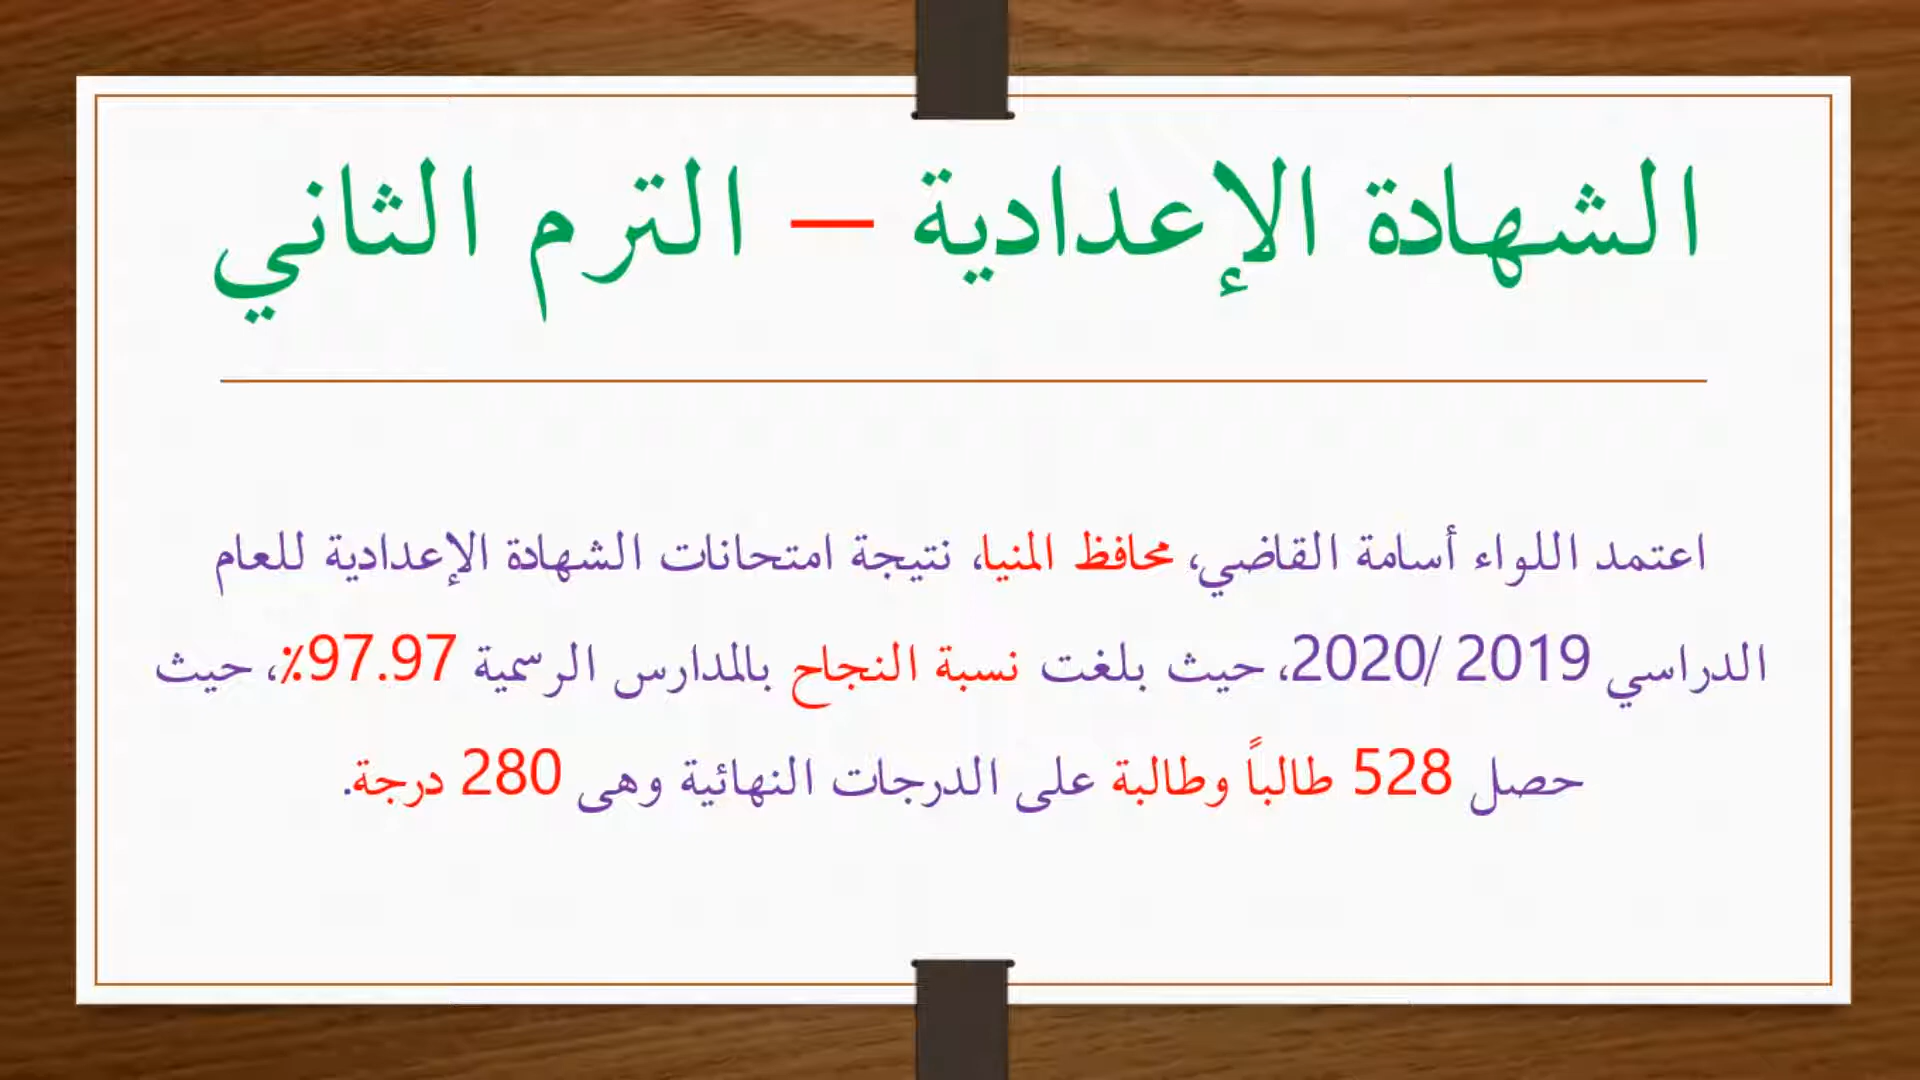 الشهادة الإعدادية – الترم الثاني
اعتمد اللواء أسامة القاضي، محافظ المنيا، نتيجة امتحانات الشهادة الإعدادية للعام
الدراسي 2019 /2020، حيث بلغت نسبة النجاح بالمدارس الرسمية 97.97٪، حيث
حصل 528 طالباً وطالبة على الدرجات النهائية وهى 280 درجة.